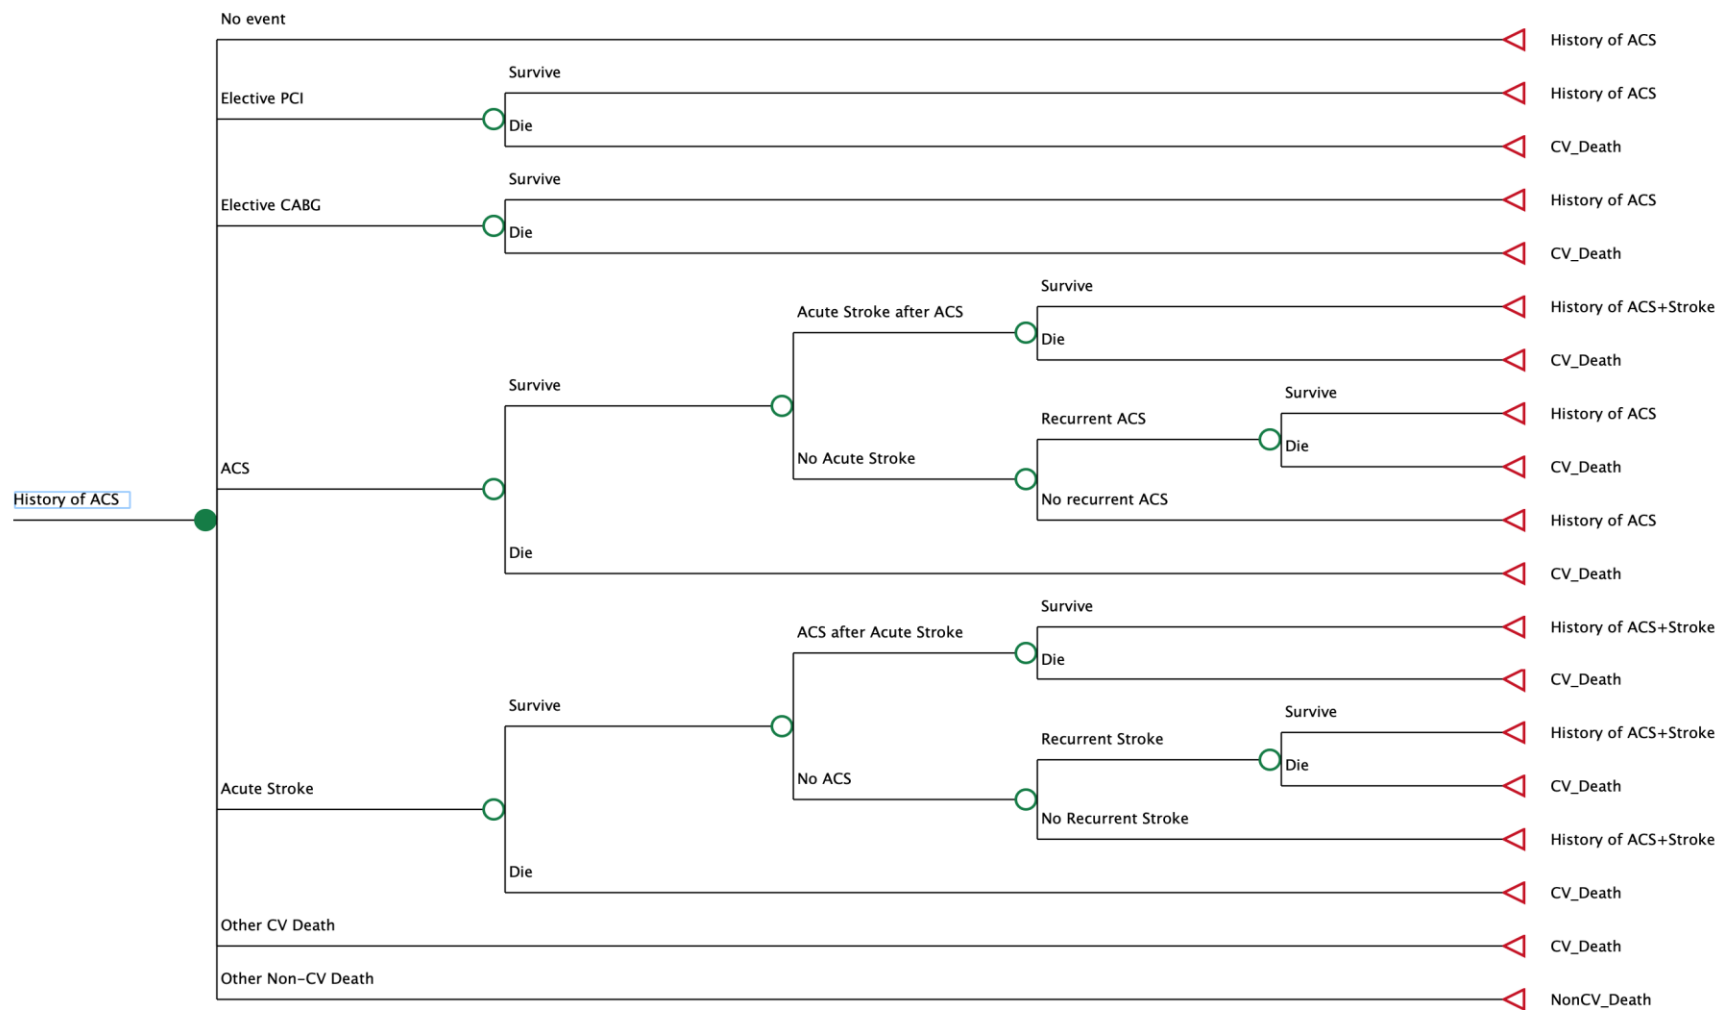 No event
History of ACS
Survive
Elective PCI
History of ACS
Die
CV_Death
Survive
Elective CABG
History of ACS
Die
CV_Death
Survive
Acute Stroke after ACS
History of ACS+Stroke
Die
CV_Death
Survive
Survive
Recurrent ACS
History of ACS
Die
No Acute Stroke
ACS
CV_Death
History of ACS
No recurrent ACS
History of ACS
Die
CV_Death
Survive
ACS after Acute Stroke
History of ACS+Stroke
Die
CV_Death
Survive
Survive
Recurrent Stroke
History of ACS+Stroke
Die
No ACS
Acute Stroke
CV_Death
No Recurrent Stroke
History of ACS+Stroke
Die
CV_Death
Other CV Death
CV_Death
Other Non-CV Death
NonCV_Death